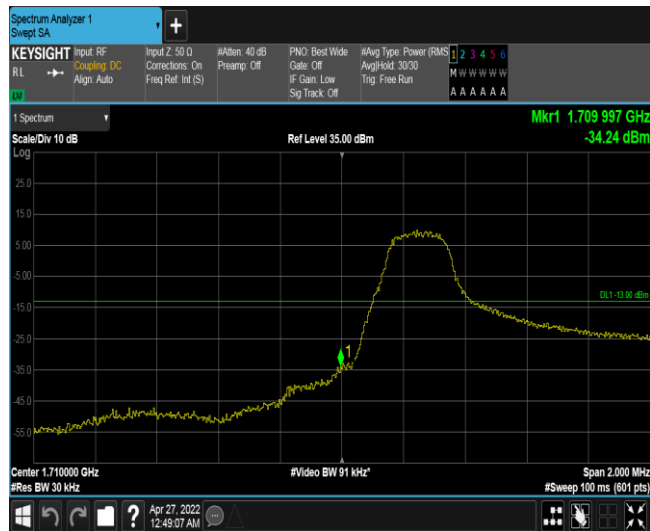 Spectrum Analyzer 1
Swept SA
KEYSIGHT
RL
Input: RF
Coupling: DC
Align: Auto
Input Z: 50 Ω
Corrections: On
Freq Ref: Int (S)
#Atten: 40 dB
Preamp: Off
PNO: Best Wide
Gate: Off
IF Gain: Low
Sig Track: Off
#Avg Type: Power (RMS
Avg|Hold: 30/30
Trig: Free Run
1 2 3 4 5 6
M W W W W W
A A A A A A
1 Spectrum
Mkr1 1.709 997 GHz
Scale/Div 10 dB
Ref Level 35.00 dBm
-34.24 dBm
Log
25.0
15.0
5.00
-5.00
DL1 -13.00 dBm
-15.0
1
-25.0
-35.0
-45.0
-55.0
Center 1.710000 GHz
#Video BW 91 kHz*
Span 2.000 MHz
#Res BW 30 kHz
#Sweep 100 ms (601 pts)
?
Apr 27, 2022
12:49:07 AM